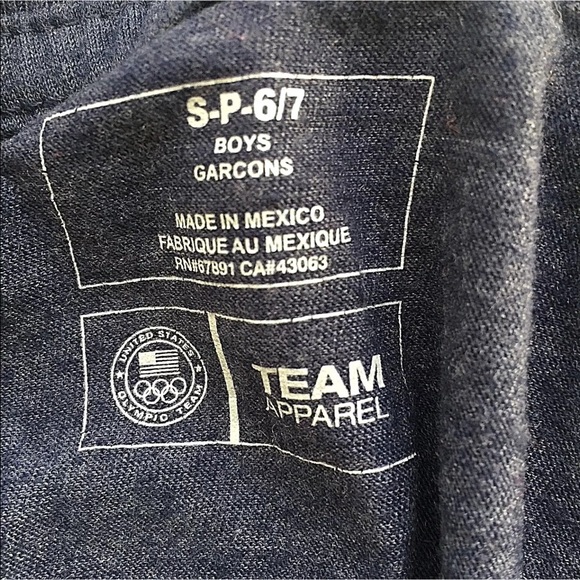 S-P-6/7
BOYS
GARCONS
MADE IN MEXICO
FABRIQUE AU MEXIQUE
RN#67891 CA#43063
UNITED STATES
OLYMPIC TEAM
TEAM
APPAREL